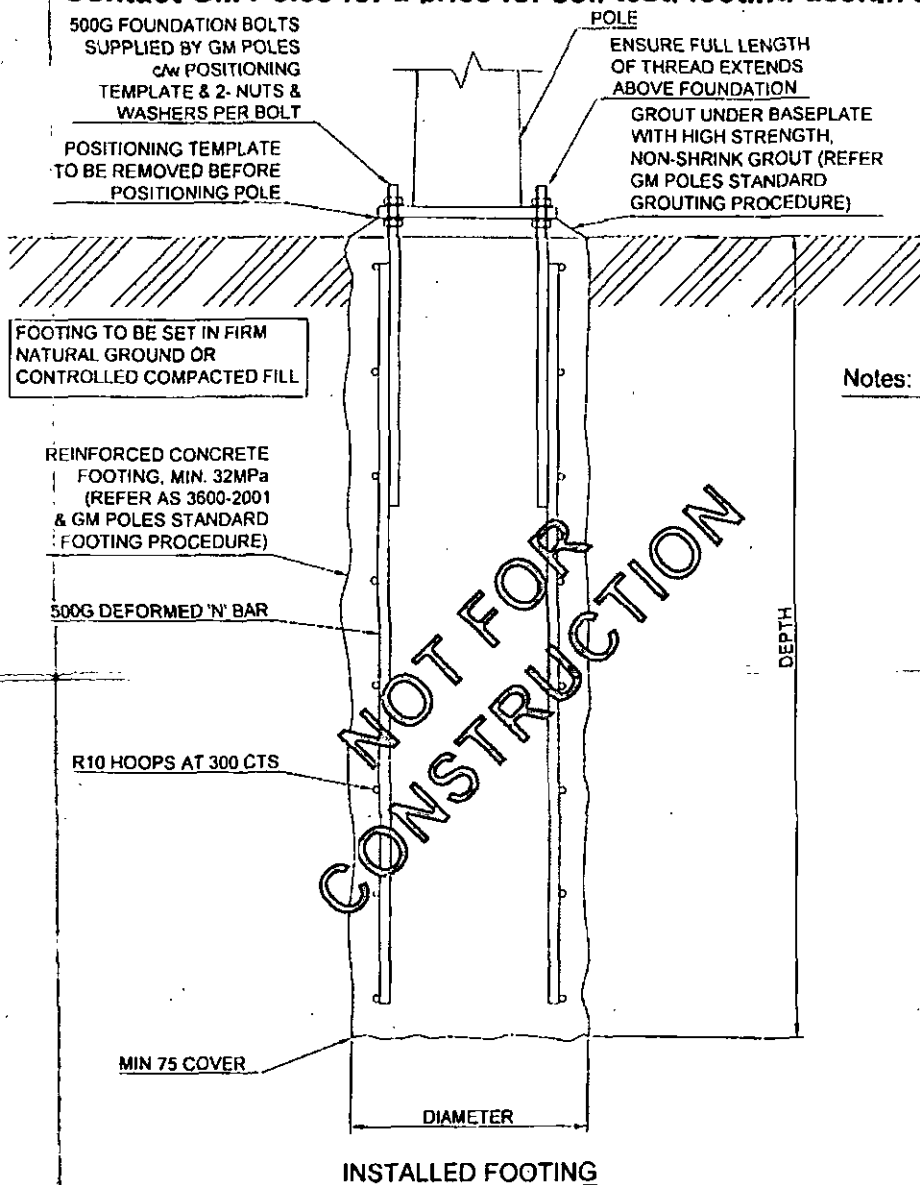 500G FOUNDATION BOLTS
SUPPLIED BY GM POLES
c/w POSITIONING
TEMPLATE & 2- NUTS &
WASHERS PER BOLT
POSITIONING TEMPLATE
TO BE REMOVED BEFORE
POSITIONING POLE
POLE
ENSURE FULL LENGTH
OF THREAD EXTENDS
ABOVE FOUNDATION
GROUT UNDER BASEPLATE
WITH HIGH STRENGTH,
NON-SHRINK GROUT (REFER
GM POLES STANDARD
GROUTING PROCEDURE)
FOOTING TO BE SET IN FIRM
NATURAL GROUND OR
CONTROLLED COMPACTED FILL
Notes:
REINFORCED CONCRETE
FOOTING, MIN. 32MPa
(REFER AS 3600-2001
& GM POLES STANDARD
FOOTING PROCEDURE)
500G DEFORMED 'N' BAR
R10 HOOPS AT 300 CTS
NOT FOR
CONSTRUCTION
DEPTH
MIN 75 COVER
DIAMETER
INSTALLED FOOTING